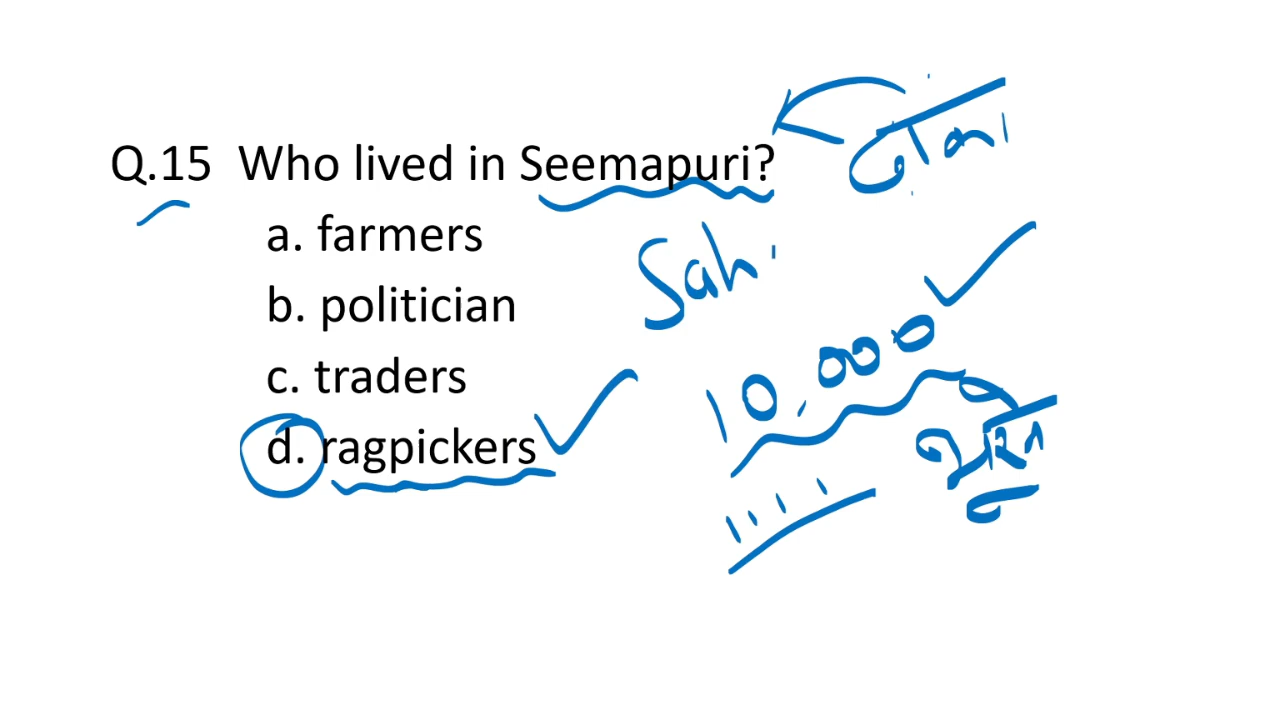 Q.15 Who lived in Seemapuri?
a. farmers
Sah
b. politician
10,000
c. traders
d. ragpickers